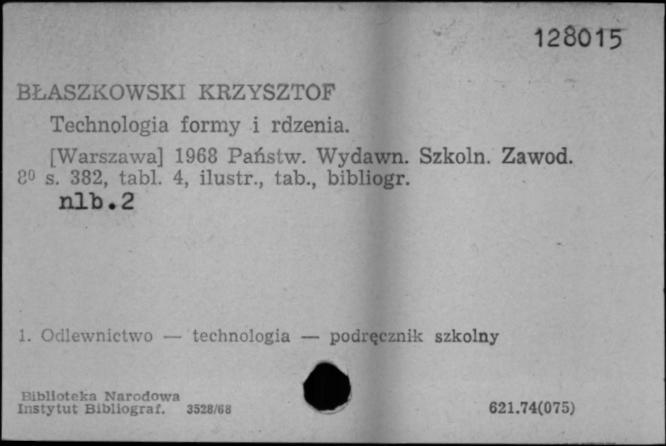 128015
BŁASZKOWSKI KRZYSZTOF
Technologia formy i rdzenia.
[Warszawa] 1968 Państw. Wydawn. Szkoln. Zawod.
8⁰ s. 382, tabl. 4, ilustr., tab., bibliogr.
nlb.2
1. Odlewnictwo — technologia — podręcznik szkolny
Biblioteka Narodowa
Instytut Bibliograf. 3528/68 621.74(075)